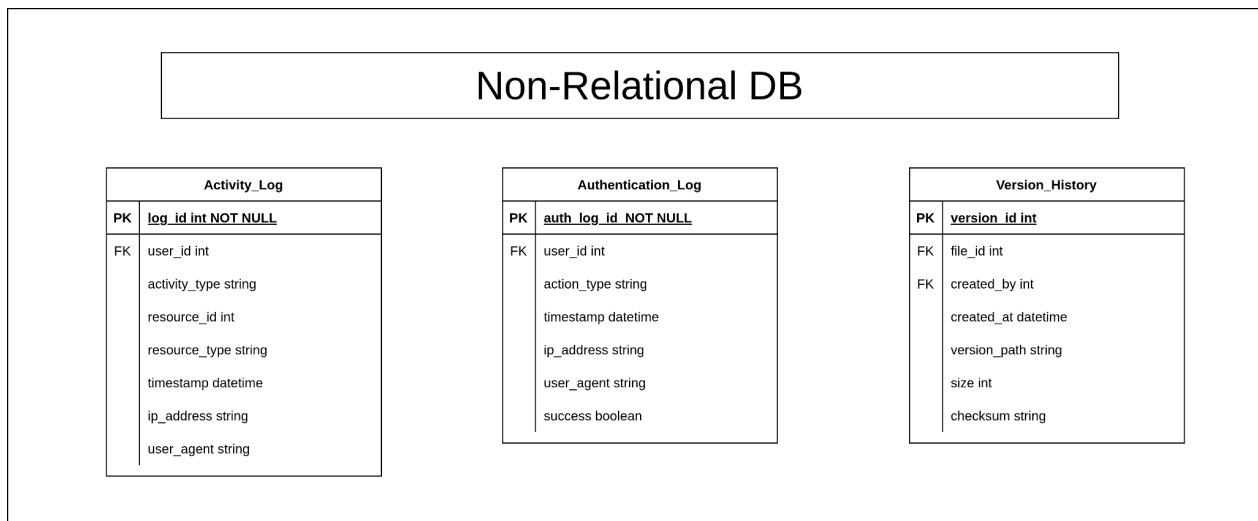 Non-Relational DB
Activity_Log
PK log_id int NOT NULL
FK user_id int
activity_type string
resource_id int
resource_type string
timestamp datetime
ip_address string
user_agent string
Authentication_Log
PK auth_log_id NOT NULL
FK user_id int
action_type string
timestamp datetime
ip_address string
user_agent string
success boolean
Version_History
PK version_id int
FK file_id int
FK created_by int
created_at datetime
version_path string
size int
checksum string